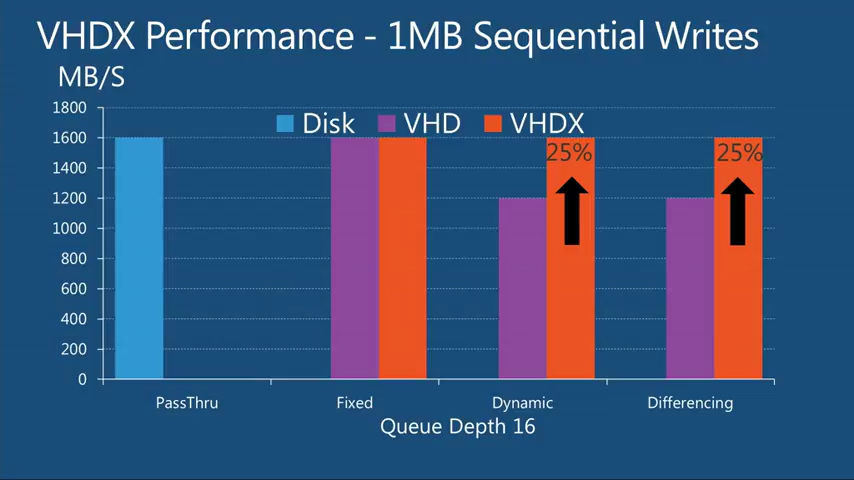 VHDX Performance - 1MB Sequential Writes
MB/S
1800
Disk VHD VHDX
1600
25% 25%
1400
1200
1000
800
600
400
200
0
PassThru Fixed Dynamic Differencing
Queue Depth 16